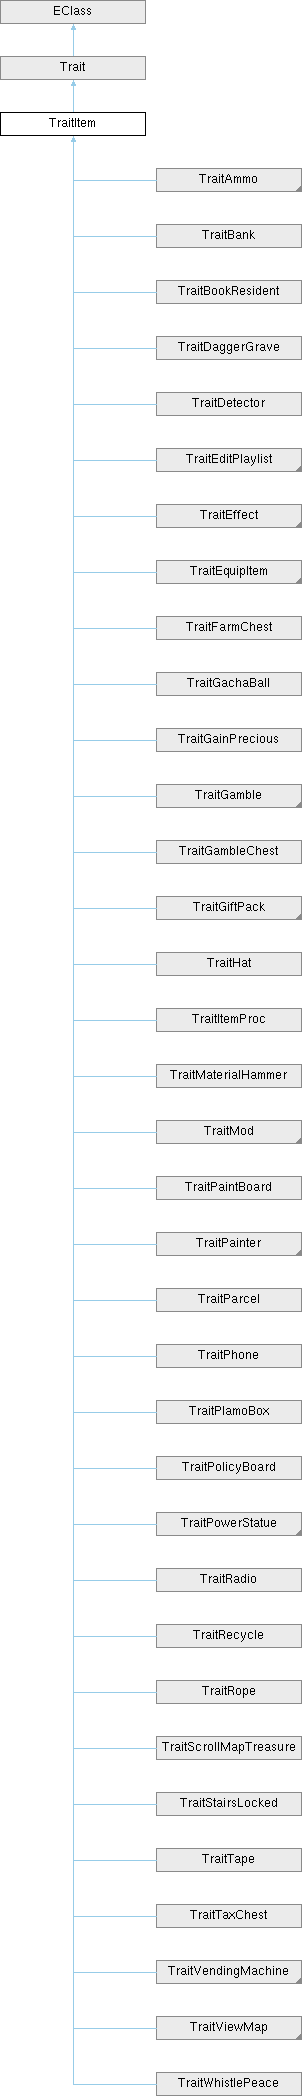 EClass
Trait
TraitItem
TraitAmmo
TraitBank
TraitBookResident
TraitDaggerGrave
TraitDetector
TraitEditPlaylist
TraitEffect
TraitEquipItem
TraitFarmChest
TraitGachaBall
TraitGainPrecious
TraitGamble
TraitGambleChest
TraitGiftPack
TraitHat
TraitItemProc
TraitMaterialHammer
TraitMod
TraitPaintBoard
TraitPainter
TraitParcel
TraitPhone
TraitPlamoBox
TraitPolicyBoard
TraitPowerStatue
TraitRadio
TraitRecycle
TraitRope
TraitScrollMapTreasure
TraitStairsLocked
TraitTape
TraitTaxChest
TraitVendingMachine
TraitViewMap
TraitWhistlePeace